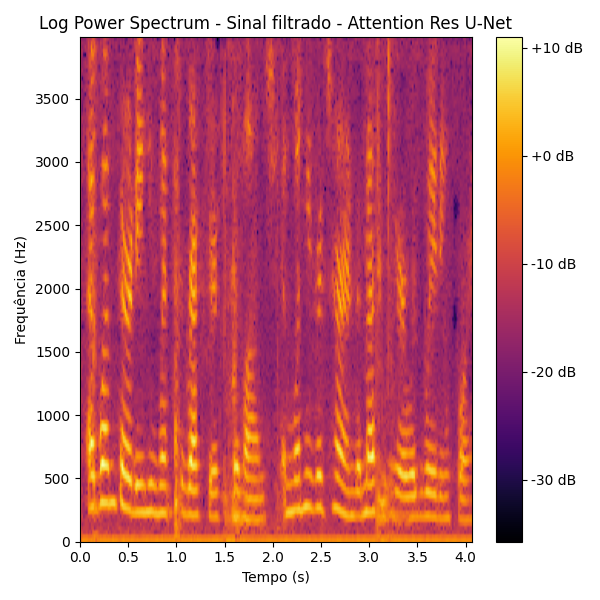 Log Power Spectrum - Sinal filtrado - Attention Res U-Net
Frequência (Hz)
3500
3000
2500
2000
1500
1000
500
0
0.0 0.5 1.0 1.5 2.0 2.5 3.0 3.5 4.0
Tempo (s)
+10 dB
+0 dB
-10 dB
-20 dB
-30 dB